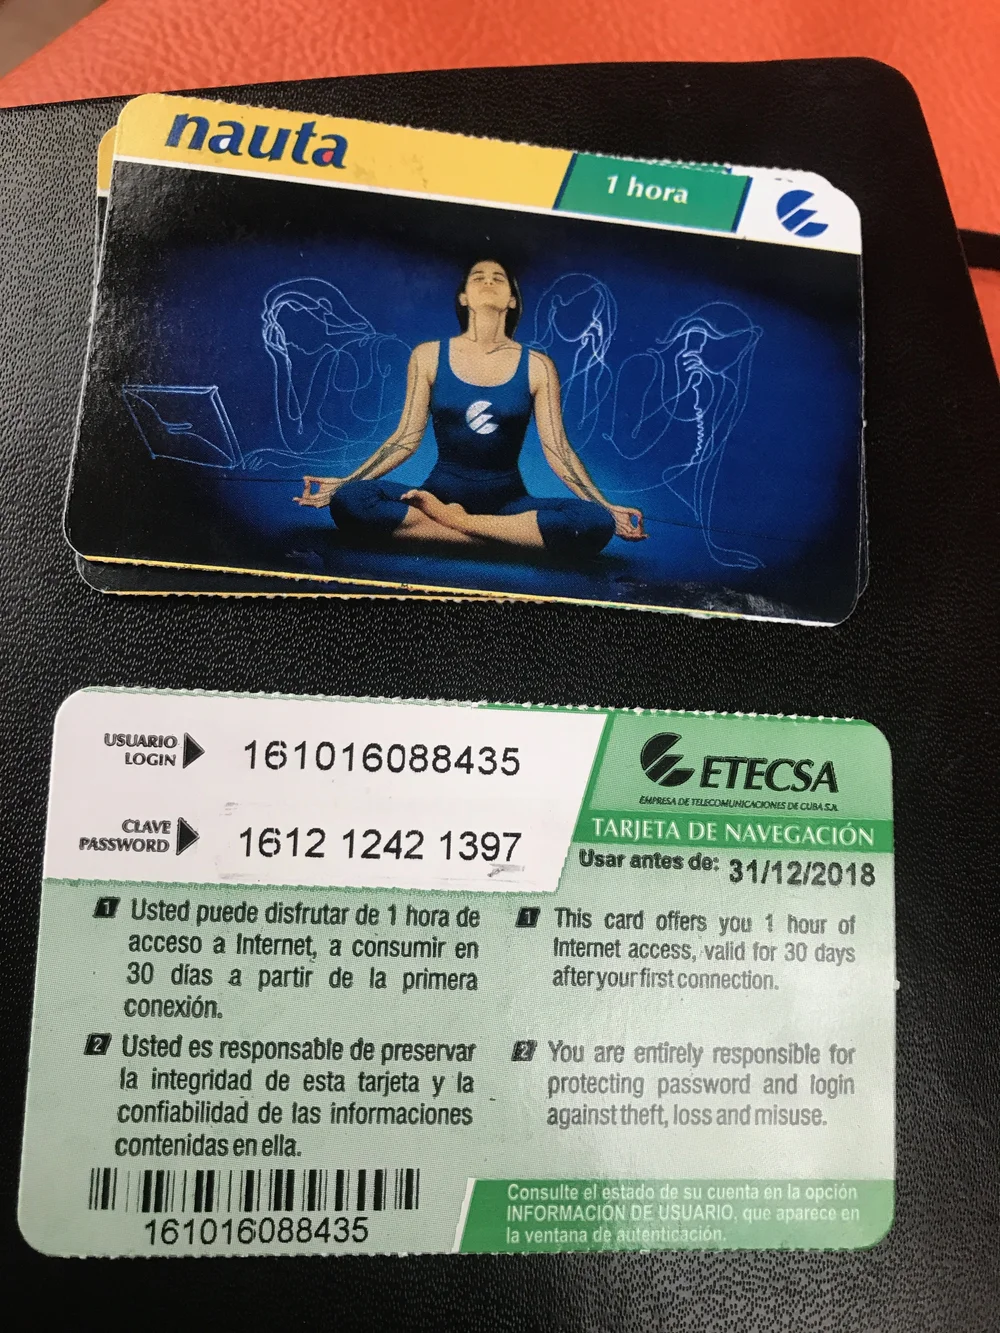 nauta
1 hora
USUARIO
LOGIN
161016088435
CLAVE
PASSWORD
1612 1242 1397
ETECSA
EMPRESA DE TELECOMUNICACIONES DE CUBA S.A.
TARJETA DE NAVEGACIÓN
Usar antes de: 31/12/2018
1 Usted puede disfrutar de 1 hora de
acceso a Internet, a consumir en
30 días a partir de la primera
conexión.
2 Usted es responsable de preservar
la integridad de esta tarjeta y la
confiabilidad de las informaciones
contenidas en ella.
1 This card offers you 1 hour of
Internet access, valid for 30 days
after your first connection.
2 You are entirely responsible for
protecting password and login
against theft, loss and misuse.
161016088435
Consulte el estado de su cuenta en la opción
INFORMACIÓN DE USUARIO, que aparece en
la ventana de autenticación.